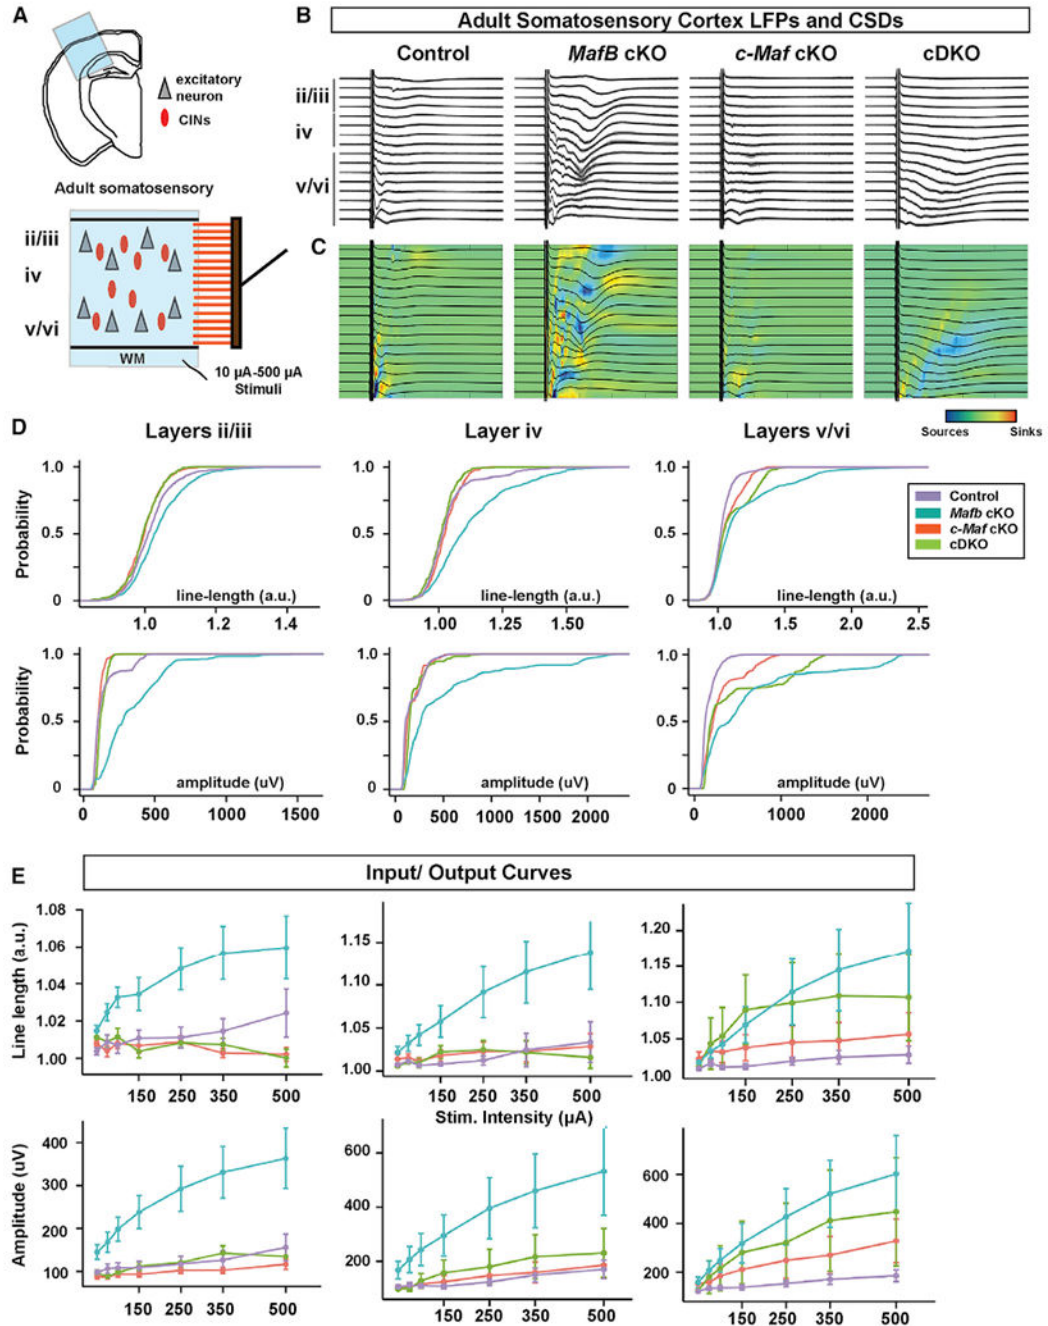 A
excitatory
neuron
CINs
Adult somatosensory
ii/iii
iv
v/vi
WM
10 µA-500 µA
Stimuli
B
Adult Somatosensory Cortex LFPs and CSDs
Control MafB cKO c-Maf cKO cDKO
ii/iii
iv
v/vi
C
Sources Sinks
D
Layers ii/iii Layer iv Layers v/vi
Control
Mafb cKO
c-Maf cKO
cDKO
Probability
1.0 1.0 1.0
0.5 0.5 0.5
0 0 0
line-length (a.u.) line-length (a.u.) line-length (a.u.)
1.0 1.2 1.4 1.00 1.25 1.50 1.0 1.5 2.0 2.5
Probability
1.0 1.0 1.0
0.5 0.5 0.5
0 0 0
amplitude (uV) amplitude (uV) amplitude (uV)
0 500 1000 1500 0 500 1000 1500 2000 0 1000 2000
E
Input/ Output Curves
Line length (a.u.)
1.08
1.06
1.04
1.02
1.00
150 250 350 500
1.15
1.10
1.05
1.00
150 250 350 500
1.20
1.15
1.10
1.05
1.00
150 250 350 500
Stim. Intensity (µA)
Amplitude (uV)
400
300
200
100
150 250 350 500
600
400
200
150 250 350 500
600
400
200
150 250 350 500